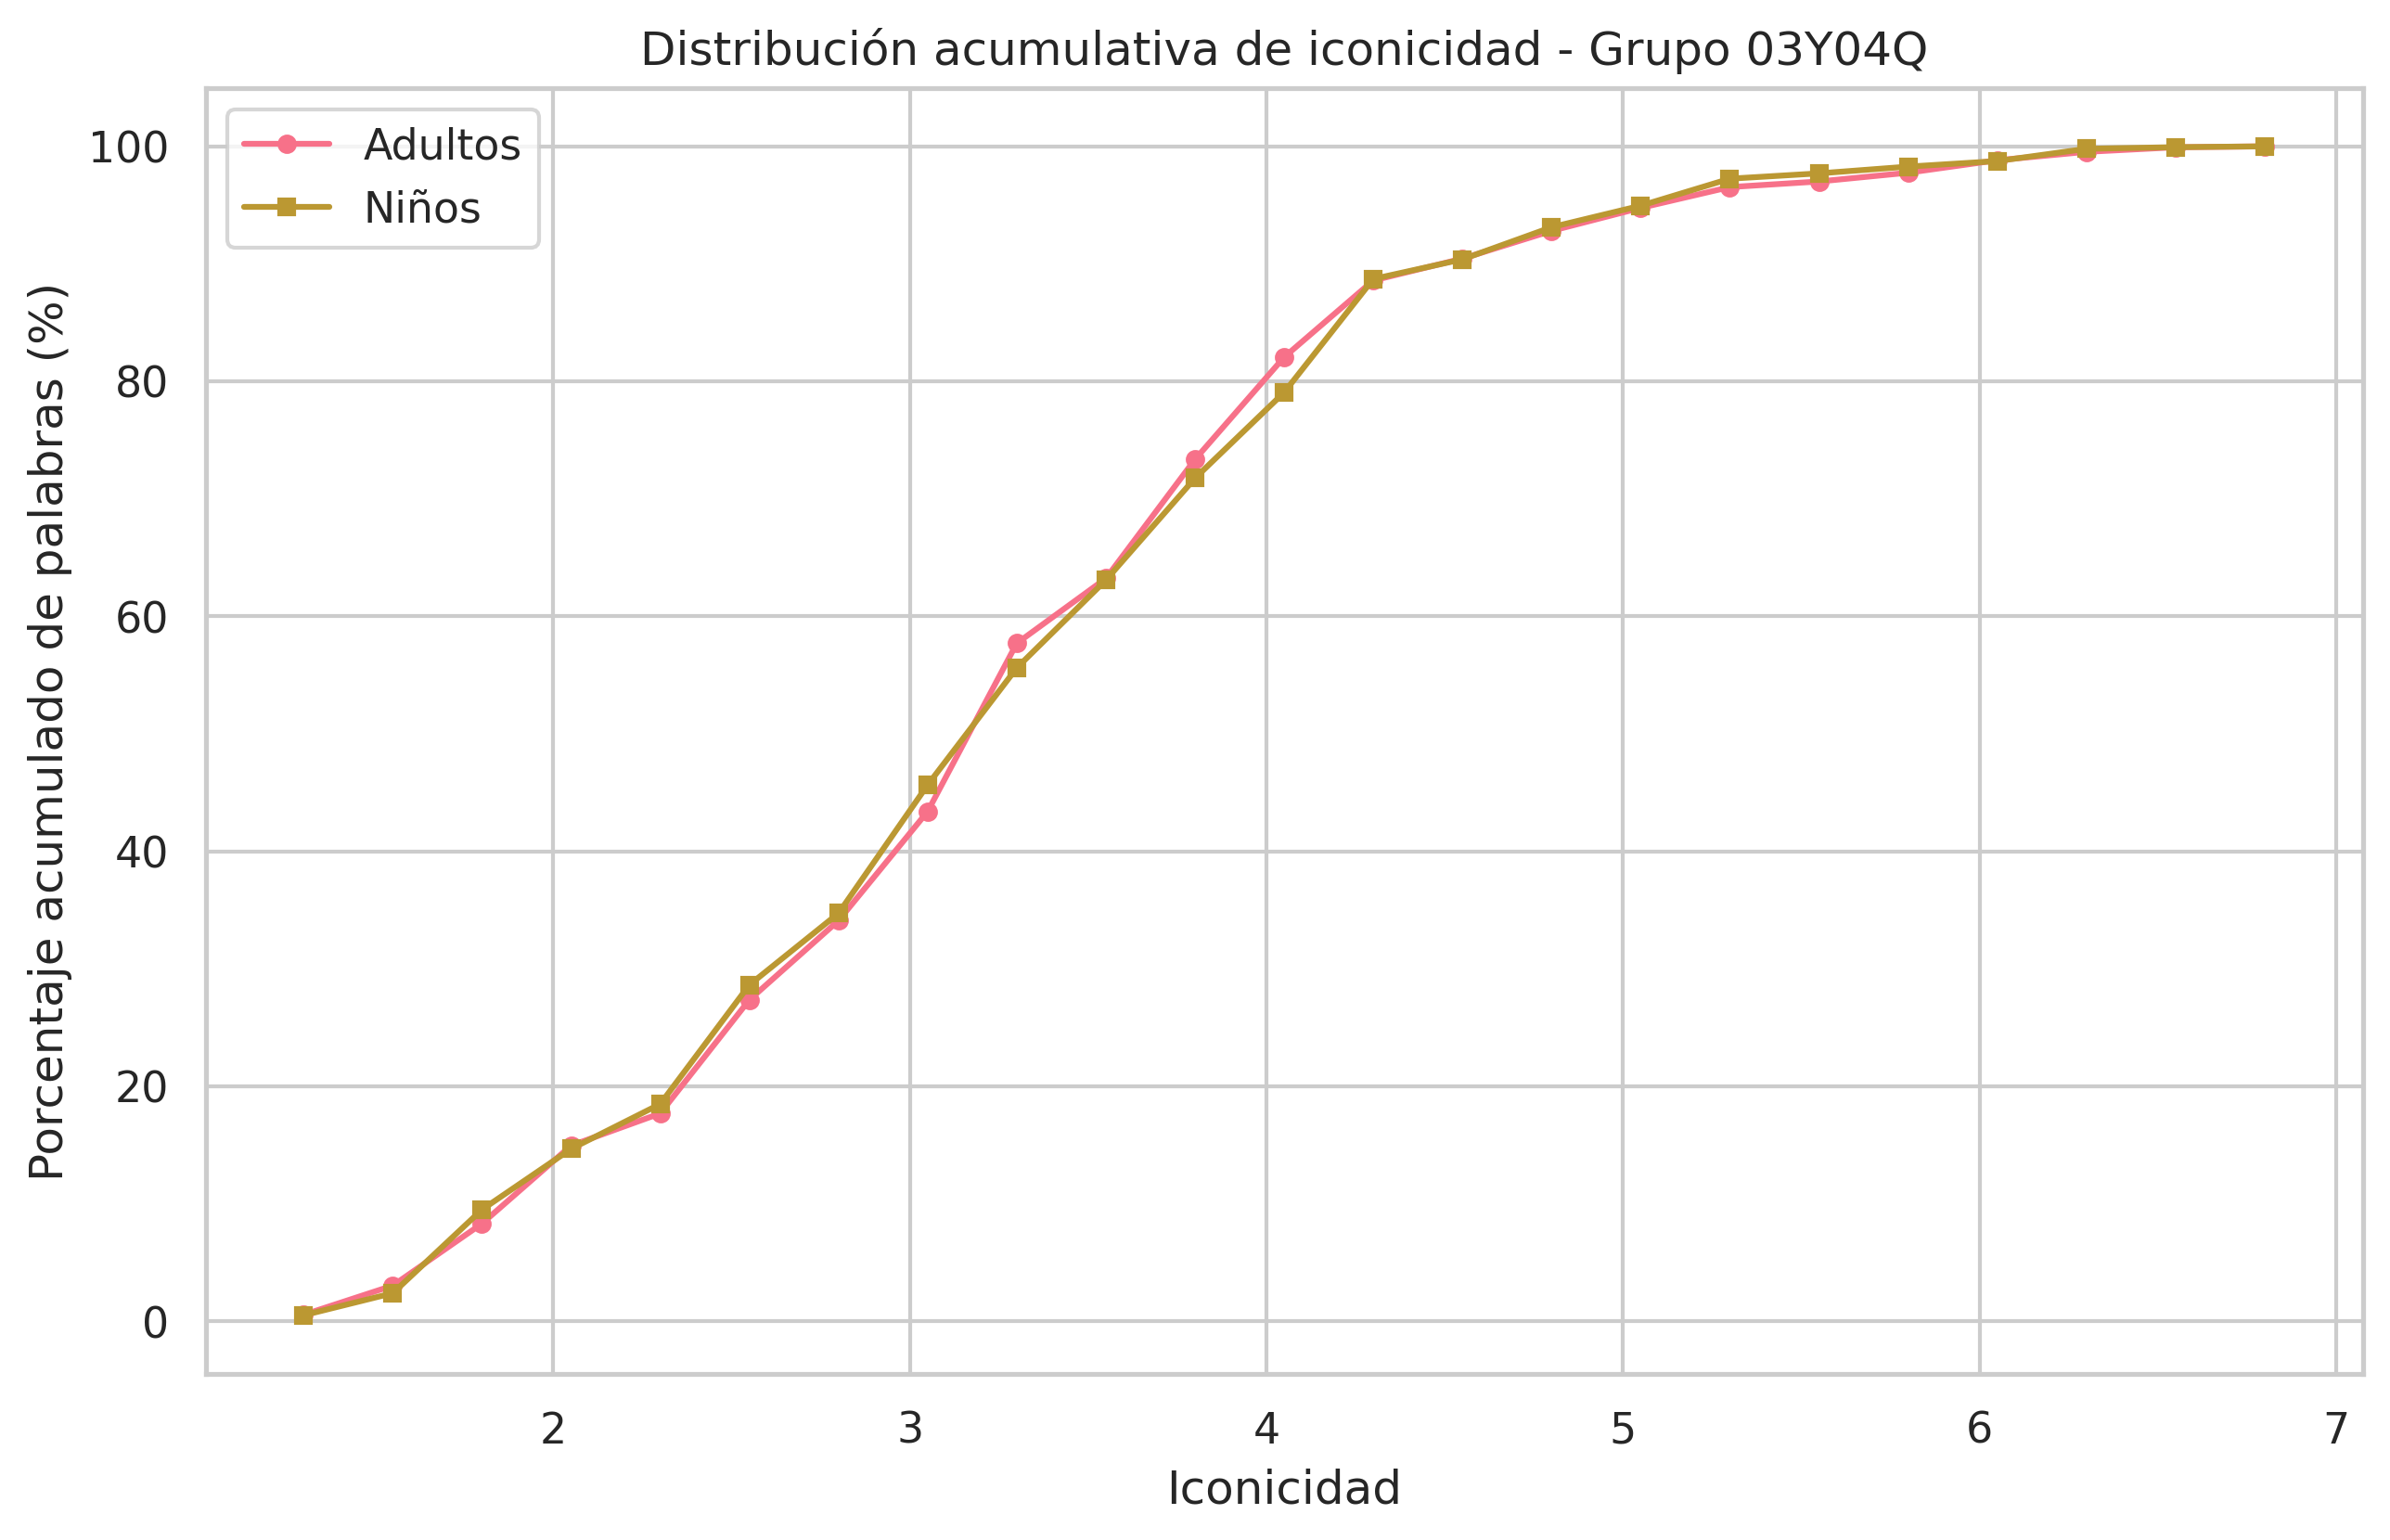 Distribución acumulativa de iconicidad - Grupo 03Y04Q
Adultos
Niños
Porcentaje acumulado de palabras (%)
100
80
60
40
20
0
2 3 4 5 6 7
Iconicidad